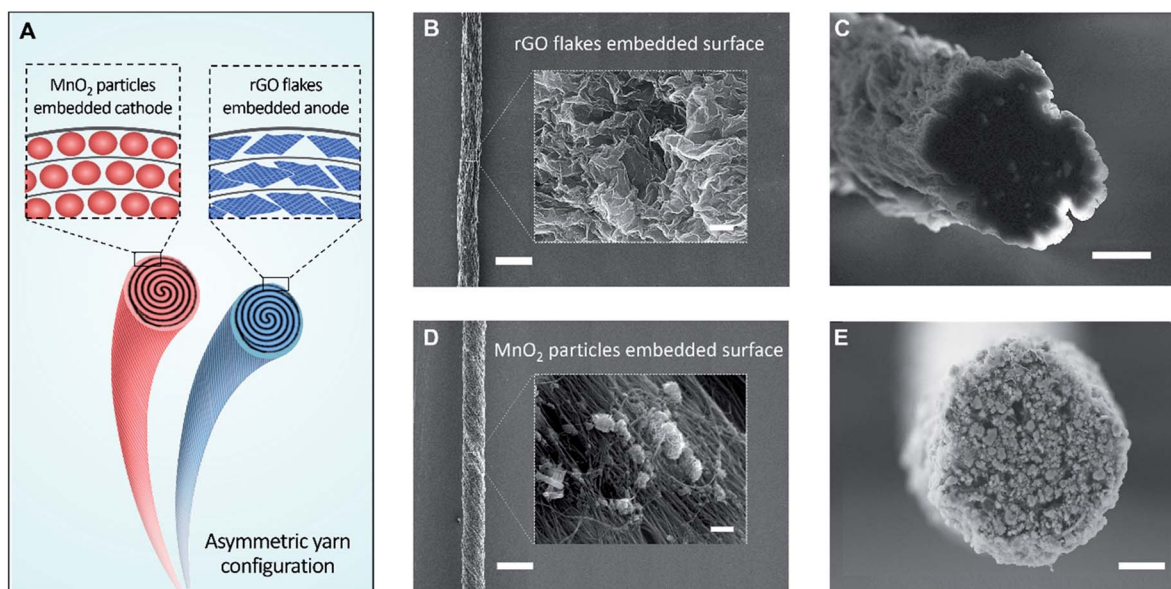 A
MnO₂ particles
embedded cathode
rGO flakes
embedded anode
Asymmetric yarn
configuration
B
rGO flakes embedded surface
C
D
MnO₂ particles embedded surface
E